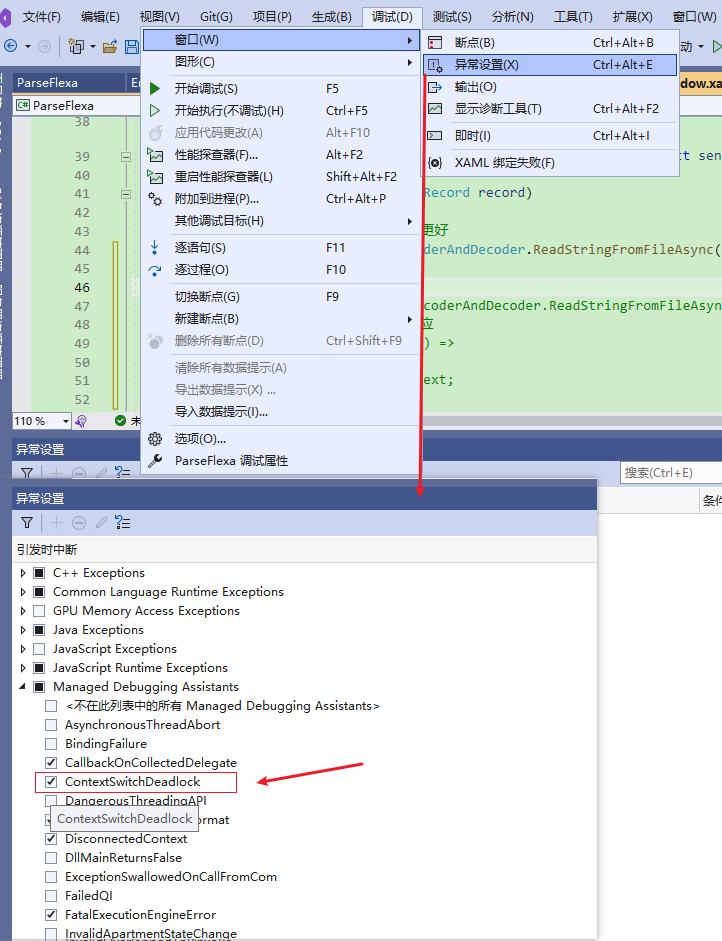 文件(F) 编辑(E) 视图(V) Git(G) 项目(P) 生成(B) 调试(D) 测试(S) 分析(N) 工具(T) 扩展(X) 窗口(W)
窗口(W)
图形(C)
开始调试(S) F5
开始执行(不调试)(H) Ctrl+F5
应用代码更改(A) Alt+F10
性能探查器(F)... Alt+F2
重启性能探查器(L) Shift+Alt+F2
附加到进程(P)... Ctrl+Alt+P
其他调试目标(H)
逐语句(S) F11
逐过程(O) F10
切换断点(G) F9
新建断点(B)
删除所有断点(D) Ctrl+Shift+F9
清除所有数据提示(A)
导出数据提示(X) ...
导入数据提示(I)...
选项(O)...
ParseFlexa 调试属性
断点(B) Ctrl+Alt+B
异常设置(X) Ctrl+Alt+E
输出(O)
显示诊断工具(T) Ctrl+Alt+F2
即时(I) Ctrl+Alt+I
XAML 绑定失败(F)
动
ParseFlexa
dow.xa
C# ParseFlexa
38
39 ct sen
40
41 Record record)
42
43 更好
44 derAndDecoder.ReadStringFromFileAsync(
45
46
47 coderAndDecoder.ReadStringFromFileAsyn
48 应
49 ) =>
50
51 ext;
52
110 %
未
异常设置
搜索(Ctrl+E)
条件
异常设置
引发时中断
C++ Exceptions
Common Language Runtime Exceptions
GPU Memory Access Exceptions
Java Exceptions
JavaScript Exceptions
JavaScript Runtime Exceptions
Managed Debugging Assistants
<不在此列表中的所有 Managed Debugging Assistants>
AsynchronousThreadAbort
BindingFailure
CallbackOnCollectedDelegate
ContextSwitchDeadlock
DangerousThreadingAPI
ContextSwitchDeadlock
ormat
DisconnectedContext
DllMainReturnsFalse
ExceptionSwallowedOnCallFromCom
FailedQI
FatalExecutionEngineError
InvalidApartmentStateChange